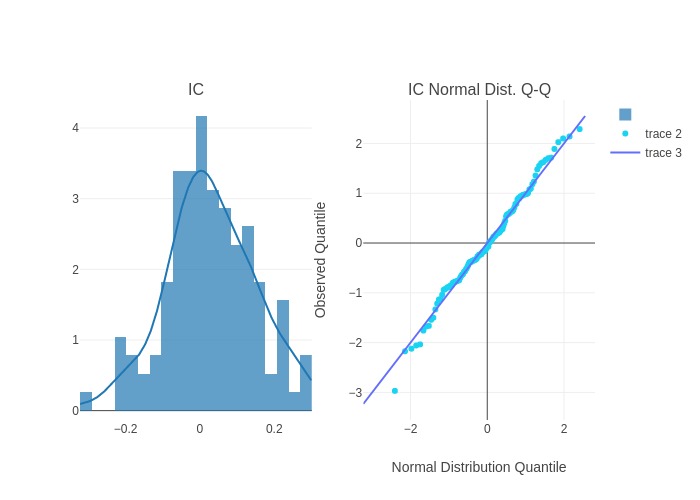 IC
IC Normal Dist. Q-Q
4
3
2
1
0
−0.2
0
0.2
Observed Quantile
2
1
0
−1
−2
−3
−2
0
2
Normal Distribution Quantile
trace 2
trace 3